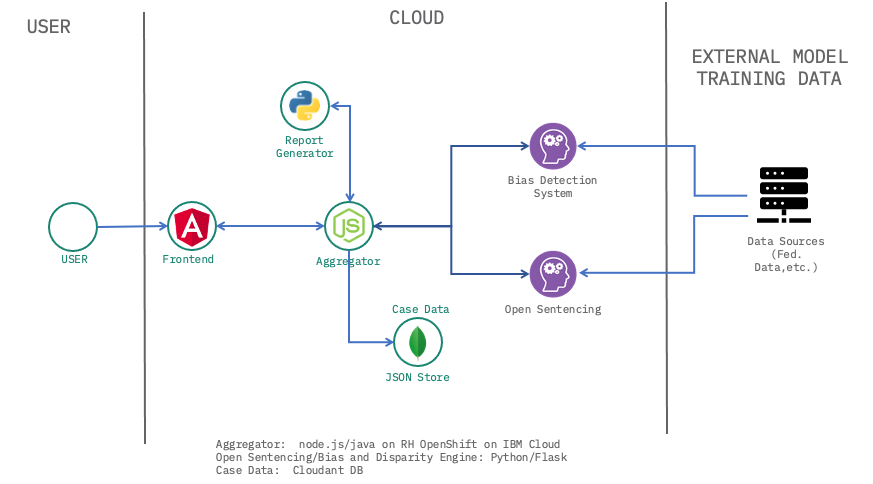 USER
CLOUD
EXTERNAL MODEL
TRAINING DATA
Report
Generator
Bias Detection
System
JS
USER
Frontend
Aggregator
Data Sources
(Fed.
Data,etc.)
Case Data
Open Sentencing
JSON Store
Aggregator:  node.js/java on RH OpenShift on IBM Cloud
Open Sentencing/Bias and Disparity Engine: Python/Flask
Case Data:  Cloudant DB